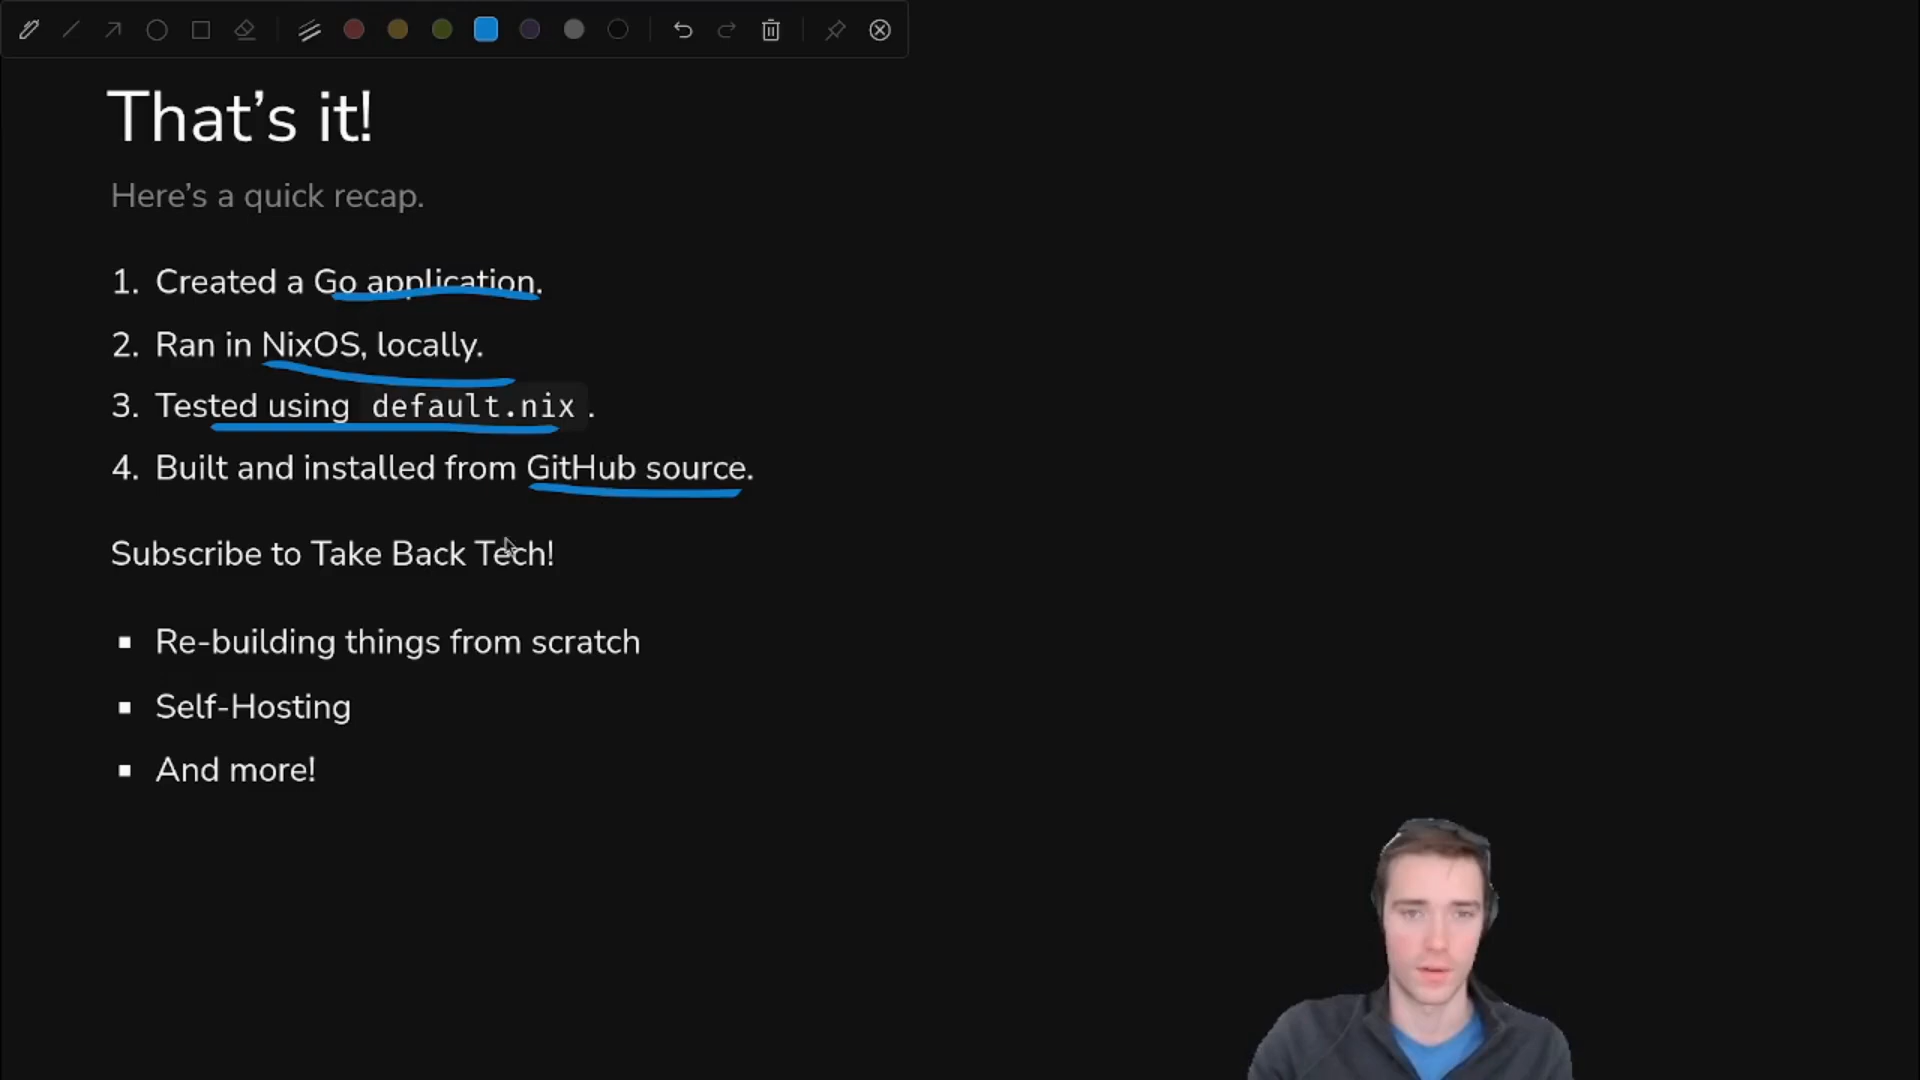 That’s it!
Here’s a quick recap.
1. Created a Go application.
2. Ran in NixOS, locally.
3. Tested using default.nix .
4. Built and installed from GitHub source.
Subscribe to Take Back Tech!
▪ Re-building things from scratch
▪ Self-Hosting
▪ And more!